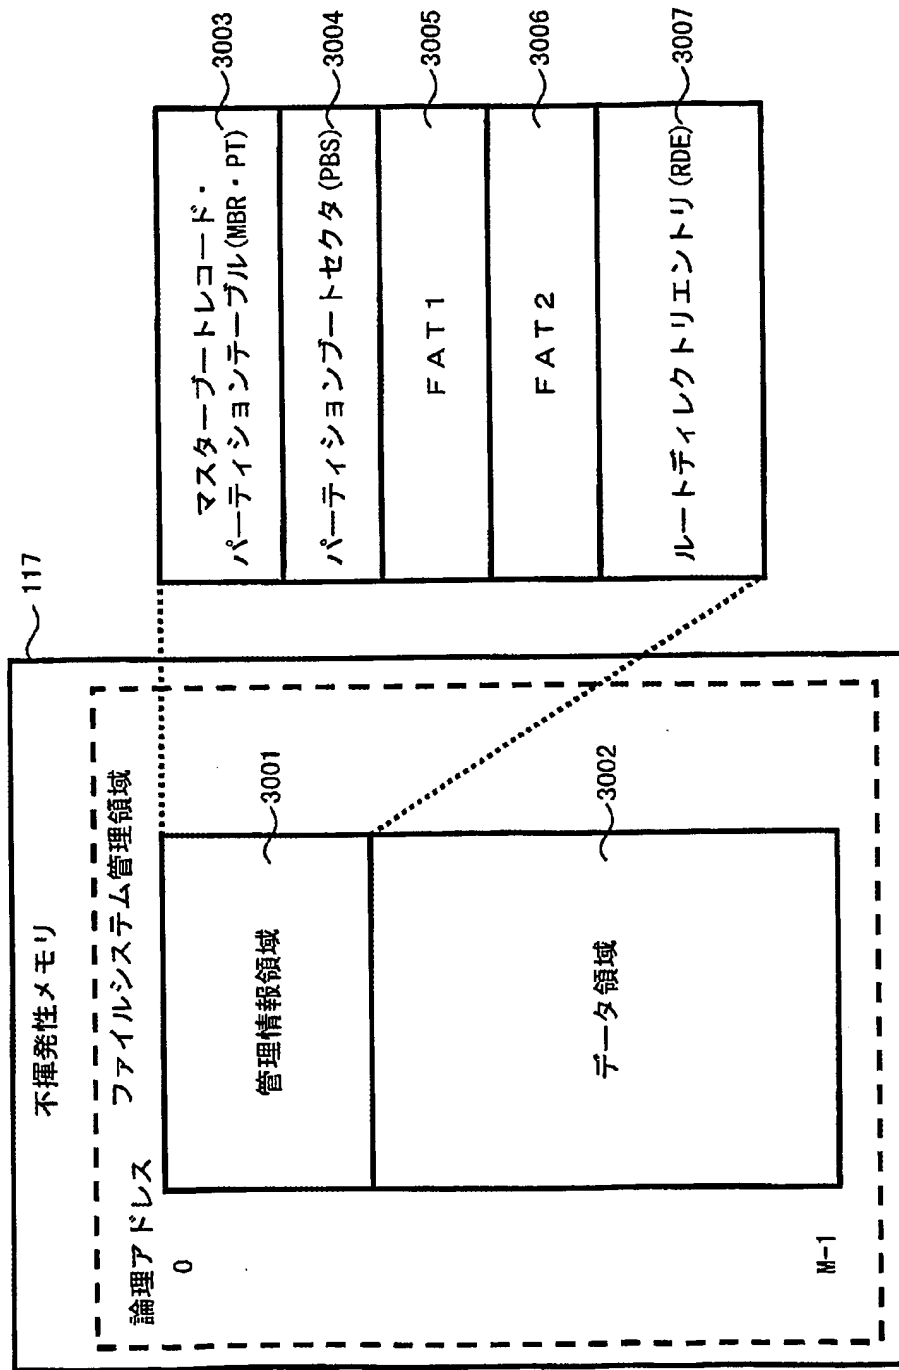 117
不揮発性メモリ
論理アドレス
ファイルシステム管理領域
0
管理情報領域
3001
データ領域
3002
M-1
マスターブートレコード・
パーティションテーブル(MBR・PT)
3003
パーティションブートセクタ(PBS)
3004
FAT1
3005
FAT2
3006
ルートディレクトリエントリ(RDE)
3007